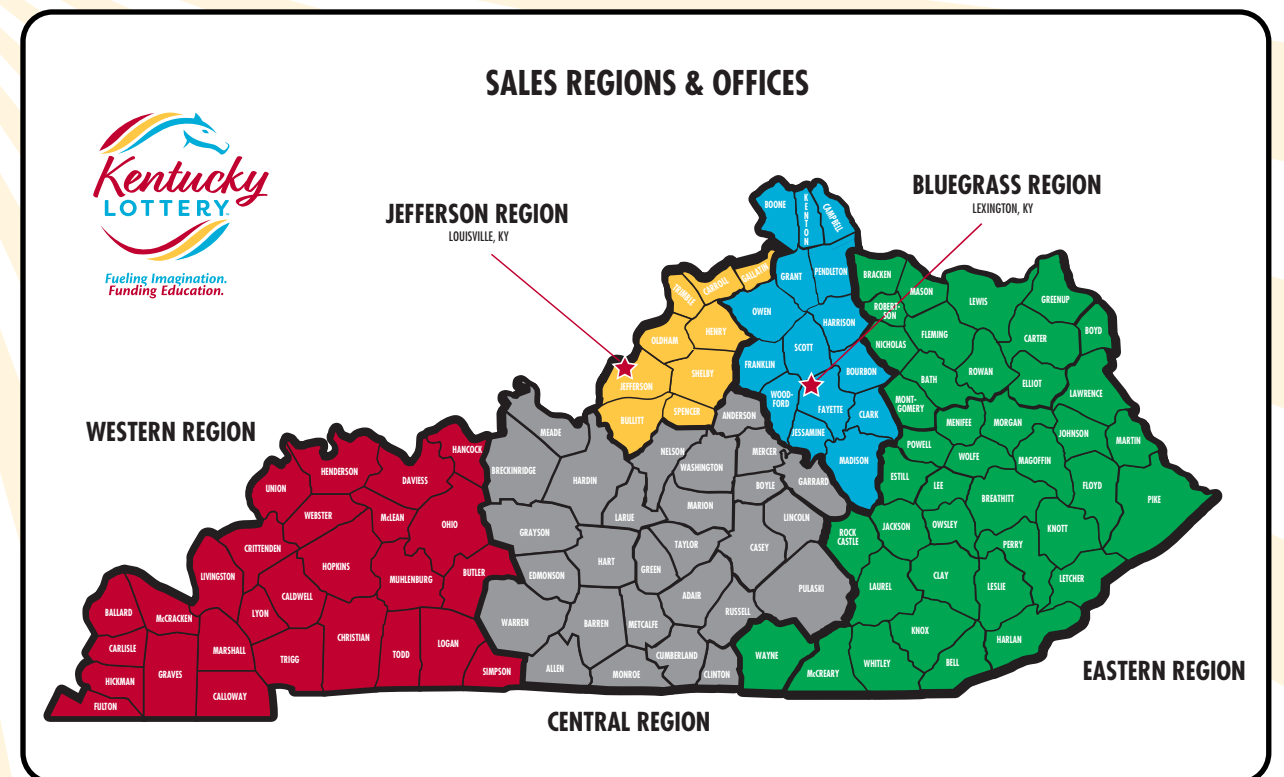 SALES REGIONS & OFFICES
Kentucky
LOTTERY
Fueling Imagination.
Funding Education.
JEFFERSON REGION
LOUISVILLE, KY
BLUEGRASS REGION
LEXINGTON, KY
WESTERN REGION
CENTRAL REGION
EASTERN REGION
BOONE
KENTON
CAMPBELL
GRANT
PENDLETON
OWEN
HARRISON
SCOTT
FRANKLIN
BOURBON
WOOD-
FORD
FAYETTE
CLARK
JESSAMINE
MADISON
TRIMBLE
CARROLL
GALLATIN
HENRY
OLDHAM
SHELBY
JEFFERSON
SPENCER
BULLITT
BRACKEN
MASON
LEWIS
GREENUP
ROBERT-
SON
FLEMING
CARTER
BOYD
NICHOLAS
BATH
ROWAN
ELLIOT
LAWRENCE
MONT-
GOMERY
MENIFEE
MORGAN
JOHNSON
MARTIN
POWELL
WOLFE
MAGOFFIN
ESTILL
LEE
BREATHITT
FLOYD
PIKE
ROCK
CASTLE
JACKSON
OWSLEY
KNOTT
PERRY
LAUREL
CLAY
LESLIE
LETCHER
KNOX
HARLAN
WAYNE
McCREARY
WHITLEY
BELL
ANDERSON
MEADE
NELSON
MERCER
BRECKINRIDGE
HARDIN
WASHINGTON
BOYLE
GARRARD
LARUE
MARION
LINCOLN
GRAYSON
TAYLOR
CASEY
HART
GREEN
EDMONSON
PULASKI
ADAIR
RUSSELL
WARREN
BARREN
METCALFE
CUMBERLAND
ALLEN
MONROE
CLINTON
HANCOCK
HENDERSON
DAVIESS
UNION
WEBSTER
McLEAN
OHIO
CRITTENDEN
HOPKINS
LIVINGSTON
MUHLENBURG
BUTLER
CALDWELL
LYON
BALLARD
McCRACKEN
CHRISTIAN
LOGAN
CARLISLE
MARSHALL
TRIGG
TODD
GRAVES
SIMPSON
HICKMAN
CALLOWAY
FULTON